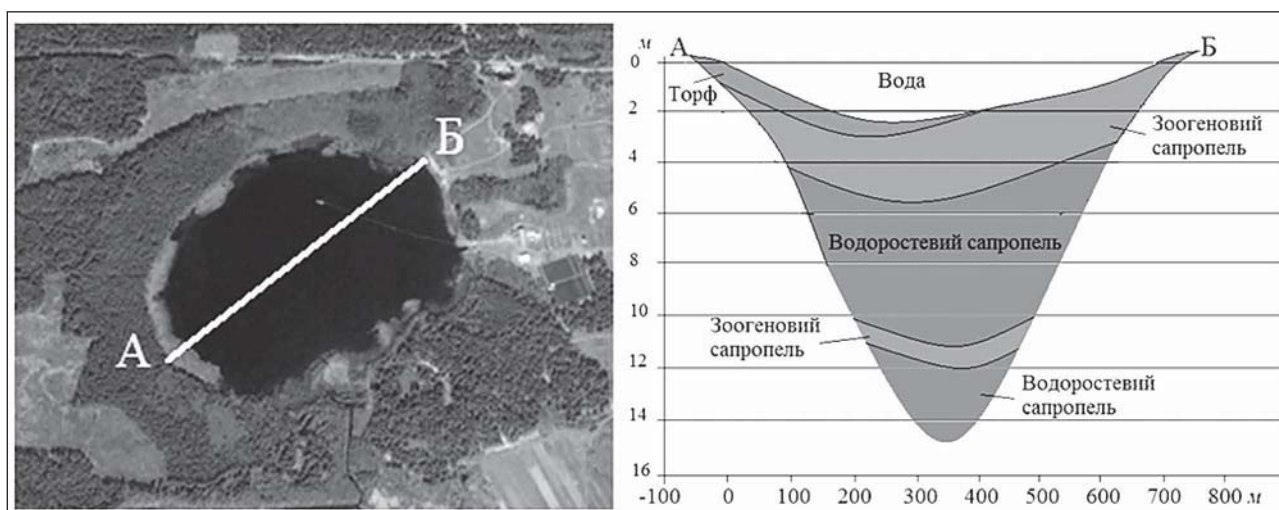 А
Б
м
А
Б
0
2
4
6
8
10
12
14
16
Вода
Торф
Зоогеновий
сапропель
Водоростевий сапропель
Зоогеновий
сапропель
Водоростевий
сапропель
-100 0 100 200 300 400 500 600 700 800 м